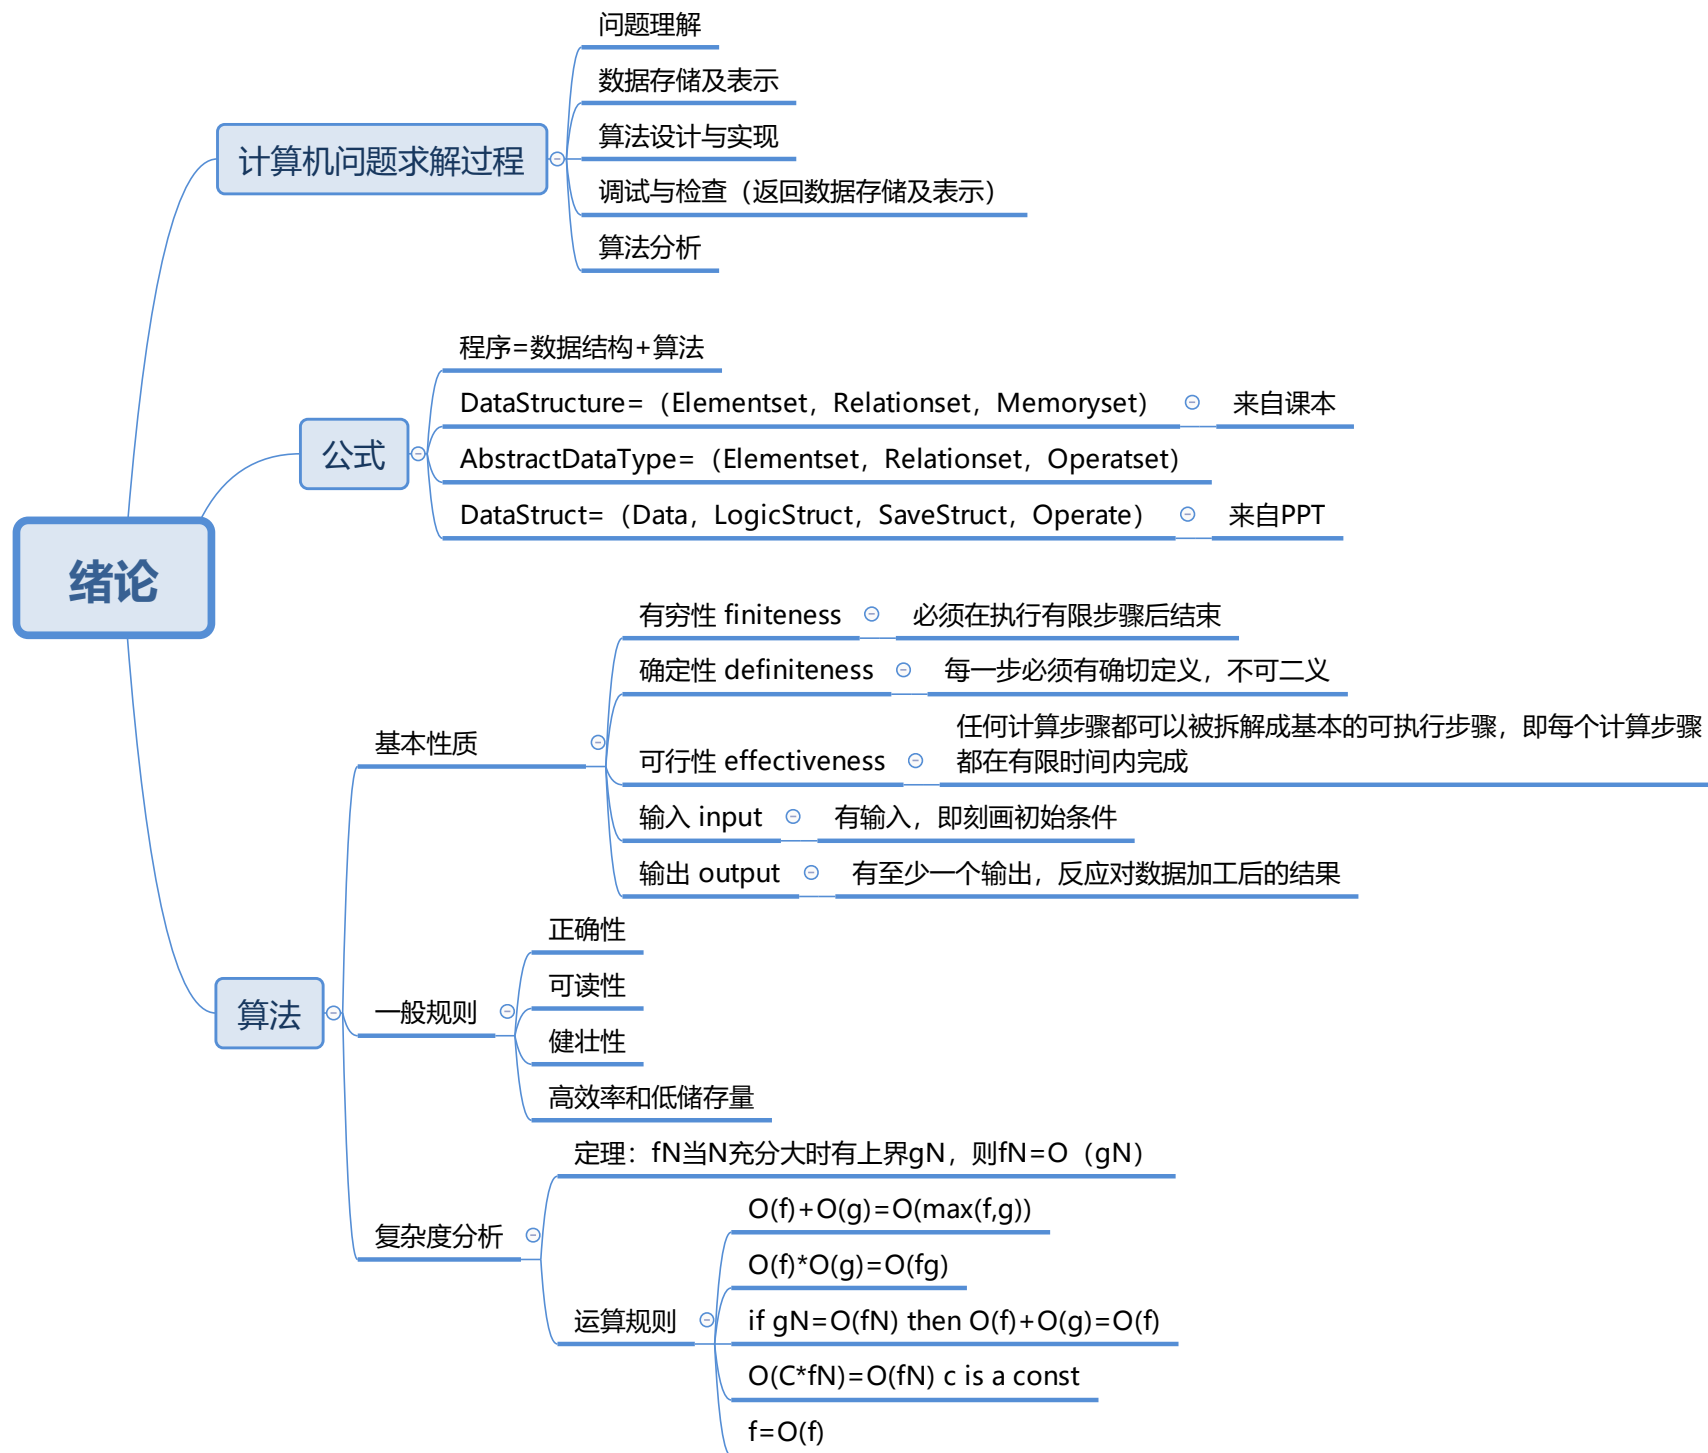 绪论
计算机问题求解过程
问题理解
数据存储及表示
算法设计与实现
调试与检查（返回数据存储及表示）
算法分析
公式
程序=数据结构+算法
DataStructure=（Elementset，Relationset，Memoryset）
来自课本
AbstractDataType=（Elementset，Relationset，Operatset）
DataStruct=（Data，LogicStruct，SaveStruct，Operate）
来自PPT
算法
基本性质
有穷性 finiteness
必须在执行有限步骤后结束
确定性 definiteness
每一步必须有确切定义，不可二义
可行性 effectiveness
任何计算步骤都可以被拆解成基本的可执行步骤，即每个计算步骤
都在有限时间内完成
输入 input
有输入，即刻画初始条件
输出 output
有至少一个输出，反应对数据加工后的结果
一般规则
正确性
可读性
健壮性
高效率和低储存量
复杂度分析
定理：fN当N充分大时有上界gN，则fN=O（gN）
运算规则
O(f)+O(g)=O(max(f,g))
O(f)*O(g)=O(fg)
if gN=O(fN) then O(f)+O(g)=O(f)
O(C*fN)=O(fN) c is a const
f=O(f)